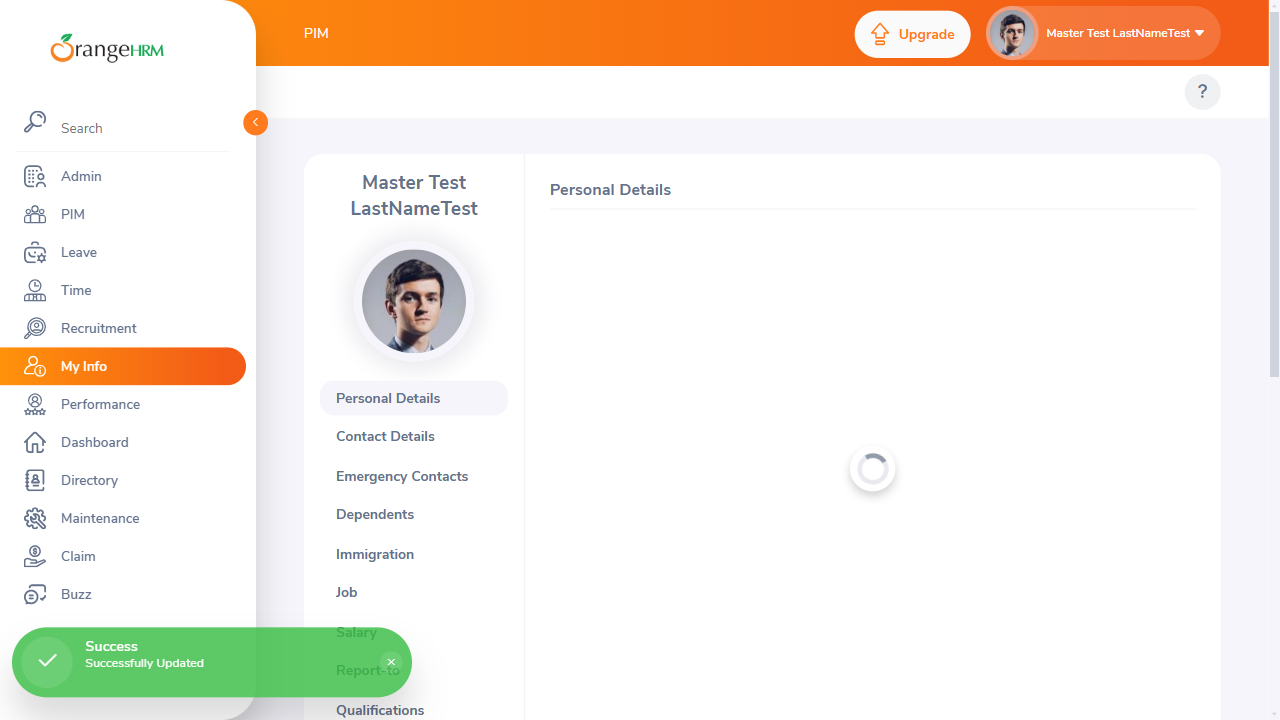 OrangeHRM
PIM
Upgrade
Master Test LastNameTest
?
Search
Admin
PIM
Leave
Time
Recruitment
My Info
Performance
Dashboard
Directory
Maintenance
Claim
Buzz
Master Test
LastNameTest
Personal Details
Contact Details
Emergency Contacts
Dependents
Immigration
Job
Salary
Report-to
Qualifications
Personal Details
Success
Successfully Updated
×